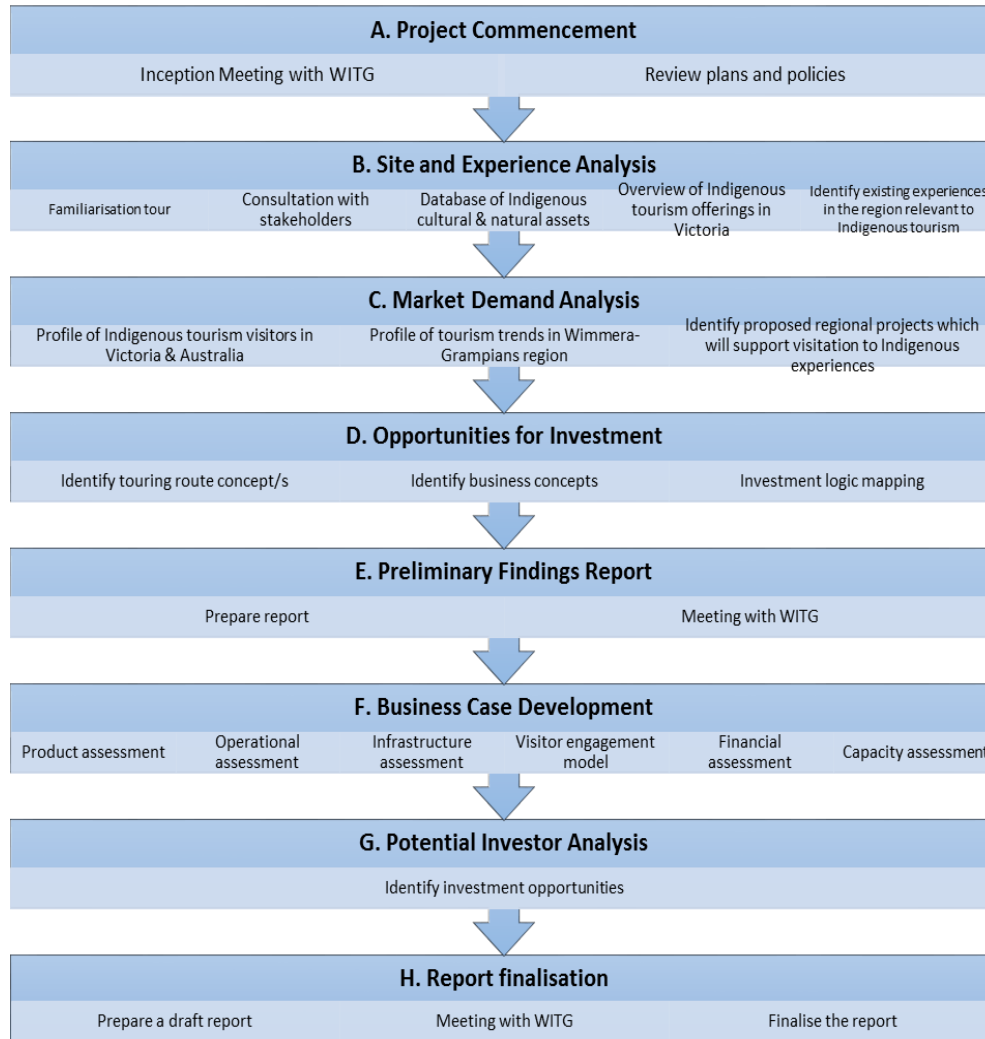 A. Project Commencement
Inception Meeting with WITG
Review plans and policies
B. Site and Experience Analysis
Familiarisation tour
Consultation with
stakeholders
Database of Indigenous
cultural & natural assets
Overview of Indigenous
tourism offerings in
Victoria
Identify existing experiences
in the region relevant to
Indigenous tourism
C. Market Demand Analysis
Profile of Indigenous tourism visitors in
Victoria & Australia
Profile of tourism trends in Wimmera-
Grampians region
Identify proposed regional projects which
will support visitation to Indigenous
experiences
D. Opportunities for Investment
Identify touring route concept/s
Identify business concepts
Investment logic mapping
E. Preliminary Findings Report
Prepare report
Meeting with WITG
F. Business Case Development
Product assessment
Operational
assessment
Infrastructure
assessment
Visitor engagement
model
Financial
assessment
Capacity assessment
G. Potential Investor Analysis
Identify investment opportunities
H. Report finalisation
Prepare a draft report
Meeting with WITG
Finalise the report